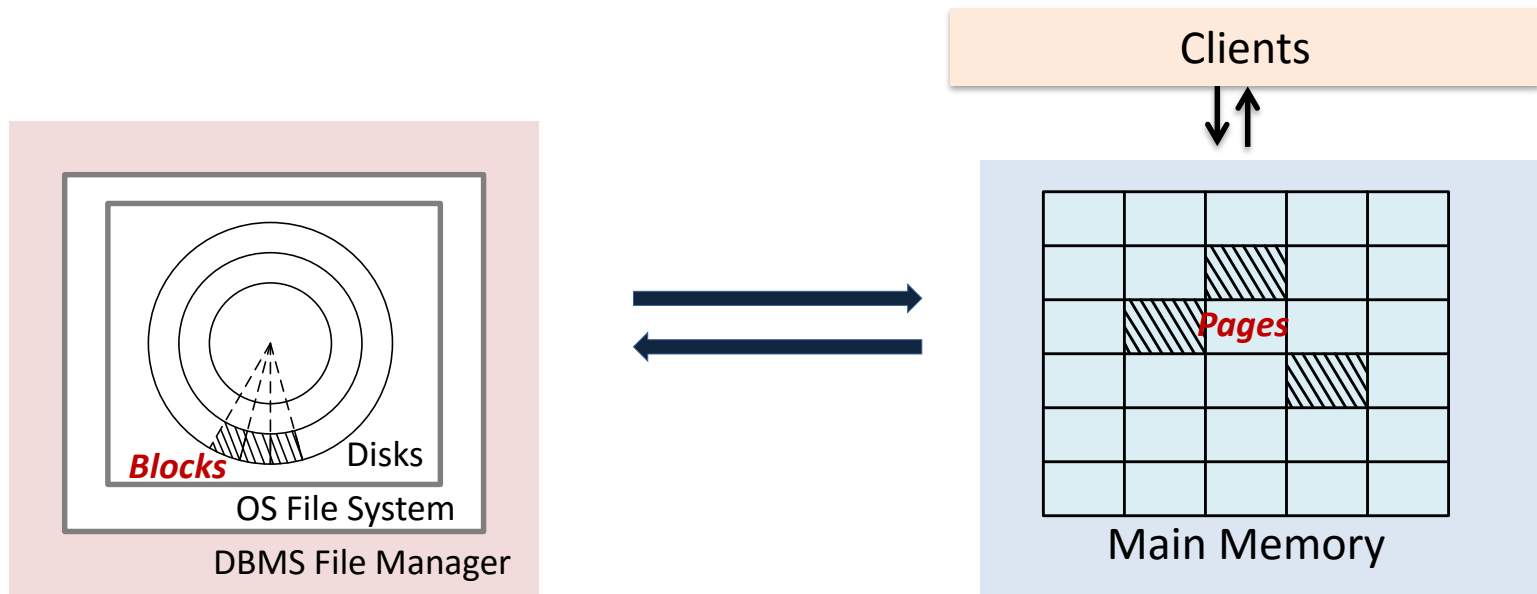 Clients
Pages
Blocks
Disks
OS File System
DBMS File Manager
Main Memory